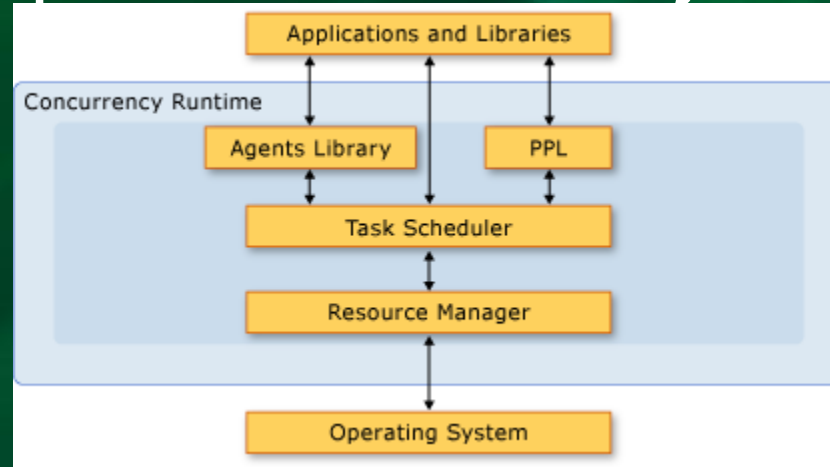 Applications and Libraries
Concurrency Runtime
Agents Library
PPL
Task Scheduler
Resource Manager
Operating System